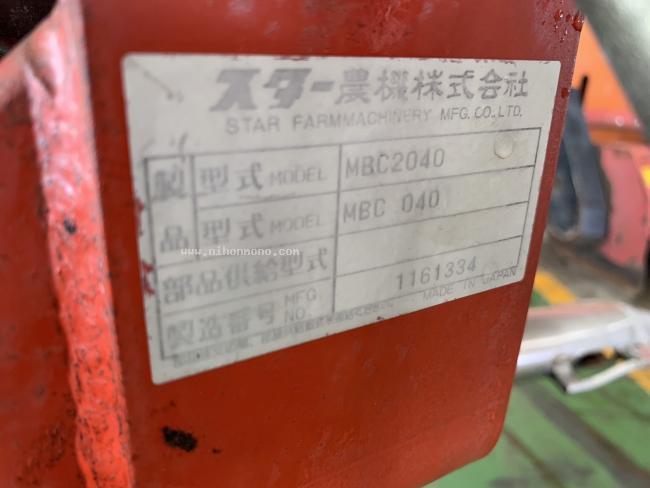 スター農機株式会社
STAR FARMMACHINERY MFG. CO., LTD.
製品 型式 MODEL MBC2040
型式 MODEL MBC 040
www.nihonmono.com
部品供給型式
製造番号 MFG. NO. 1161334
MADE IN JAPAN